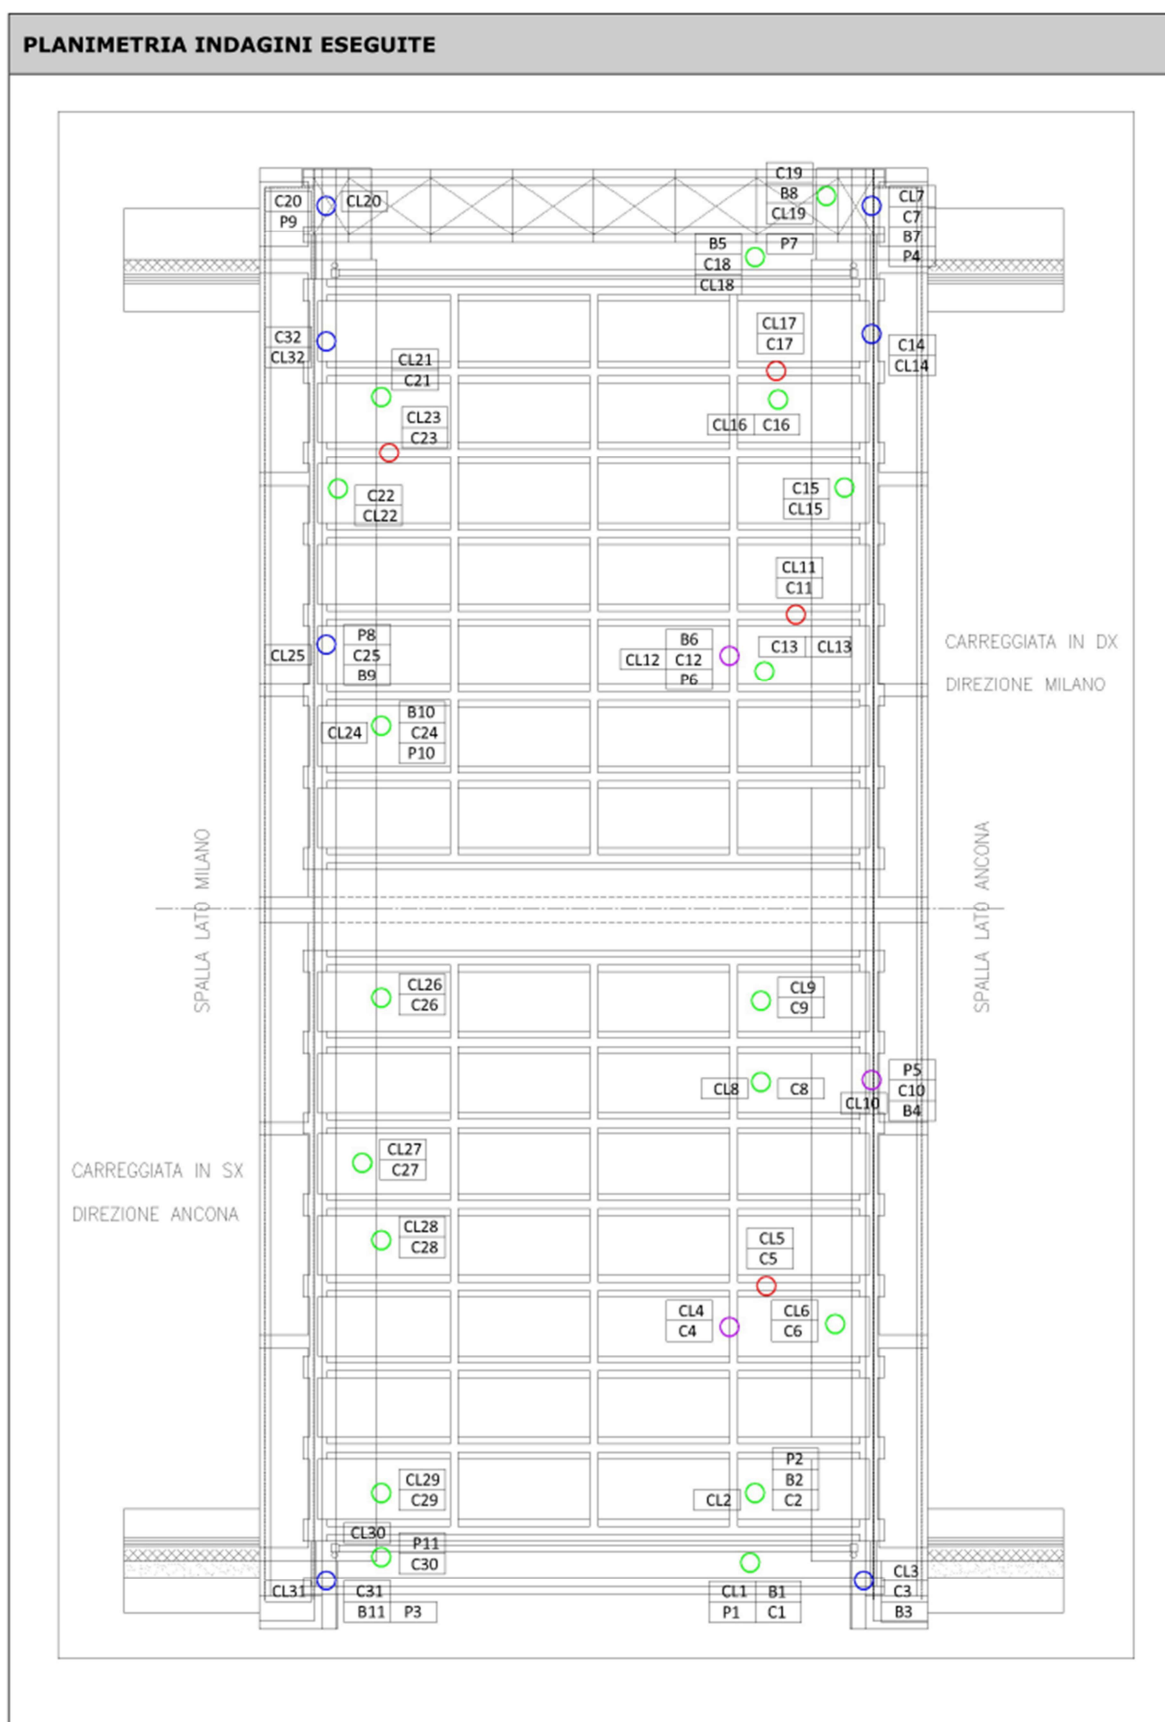 PLANIMETRIA INDAGINI ESEGUITE
C19
C20
CL20
B8
CL7
P9
CL19
C7
B7
B5
P7
P4
C18
CL18
CL17
C17
C32
CL32
C14
CL14
CL21
C21
CL23
C23
CL16
C16
C22
CL22
C15
CL15
CL11
C11
P8
C25
B9
CL25
B6
CL12
C12
P6
C13
CL13
CARREGGIATA IN DX
DIREZIONE MILANO
B10
CL24
C24
P10
SPALLA LATO MILANO
SPALLA LATO ANCONA
CL26
C26
CL9
C9
CL8
C8
P5
C10
CL10
B4
CL27
C27
CARREGGIATA IN SX
DIREZIONE ANCONA
CL28
C28
CL5
C5
CL4
C4
CL6
C6
P2
CL29
B2
C29
CL2
C2
CL30
P11
C30
CL31
C31
B11
P3
CL1
B1
P1
C1
CL3
C3
B3